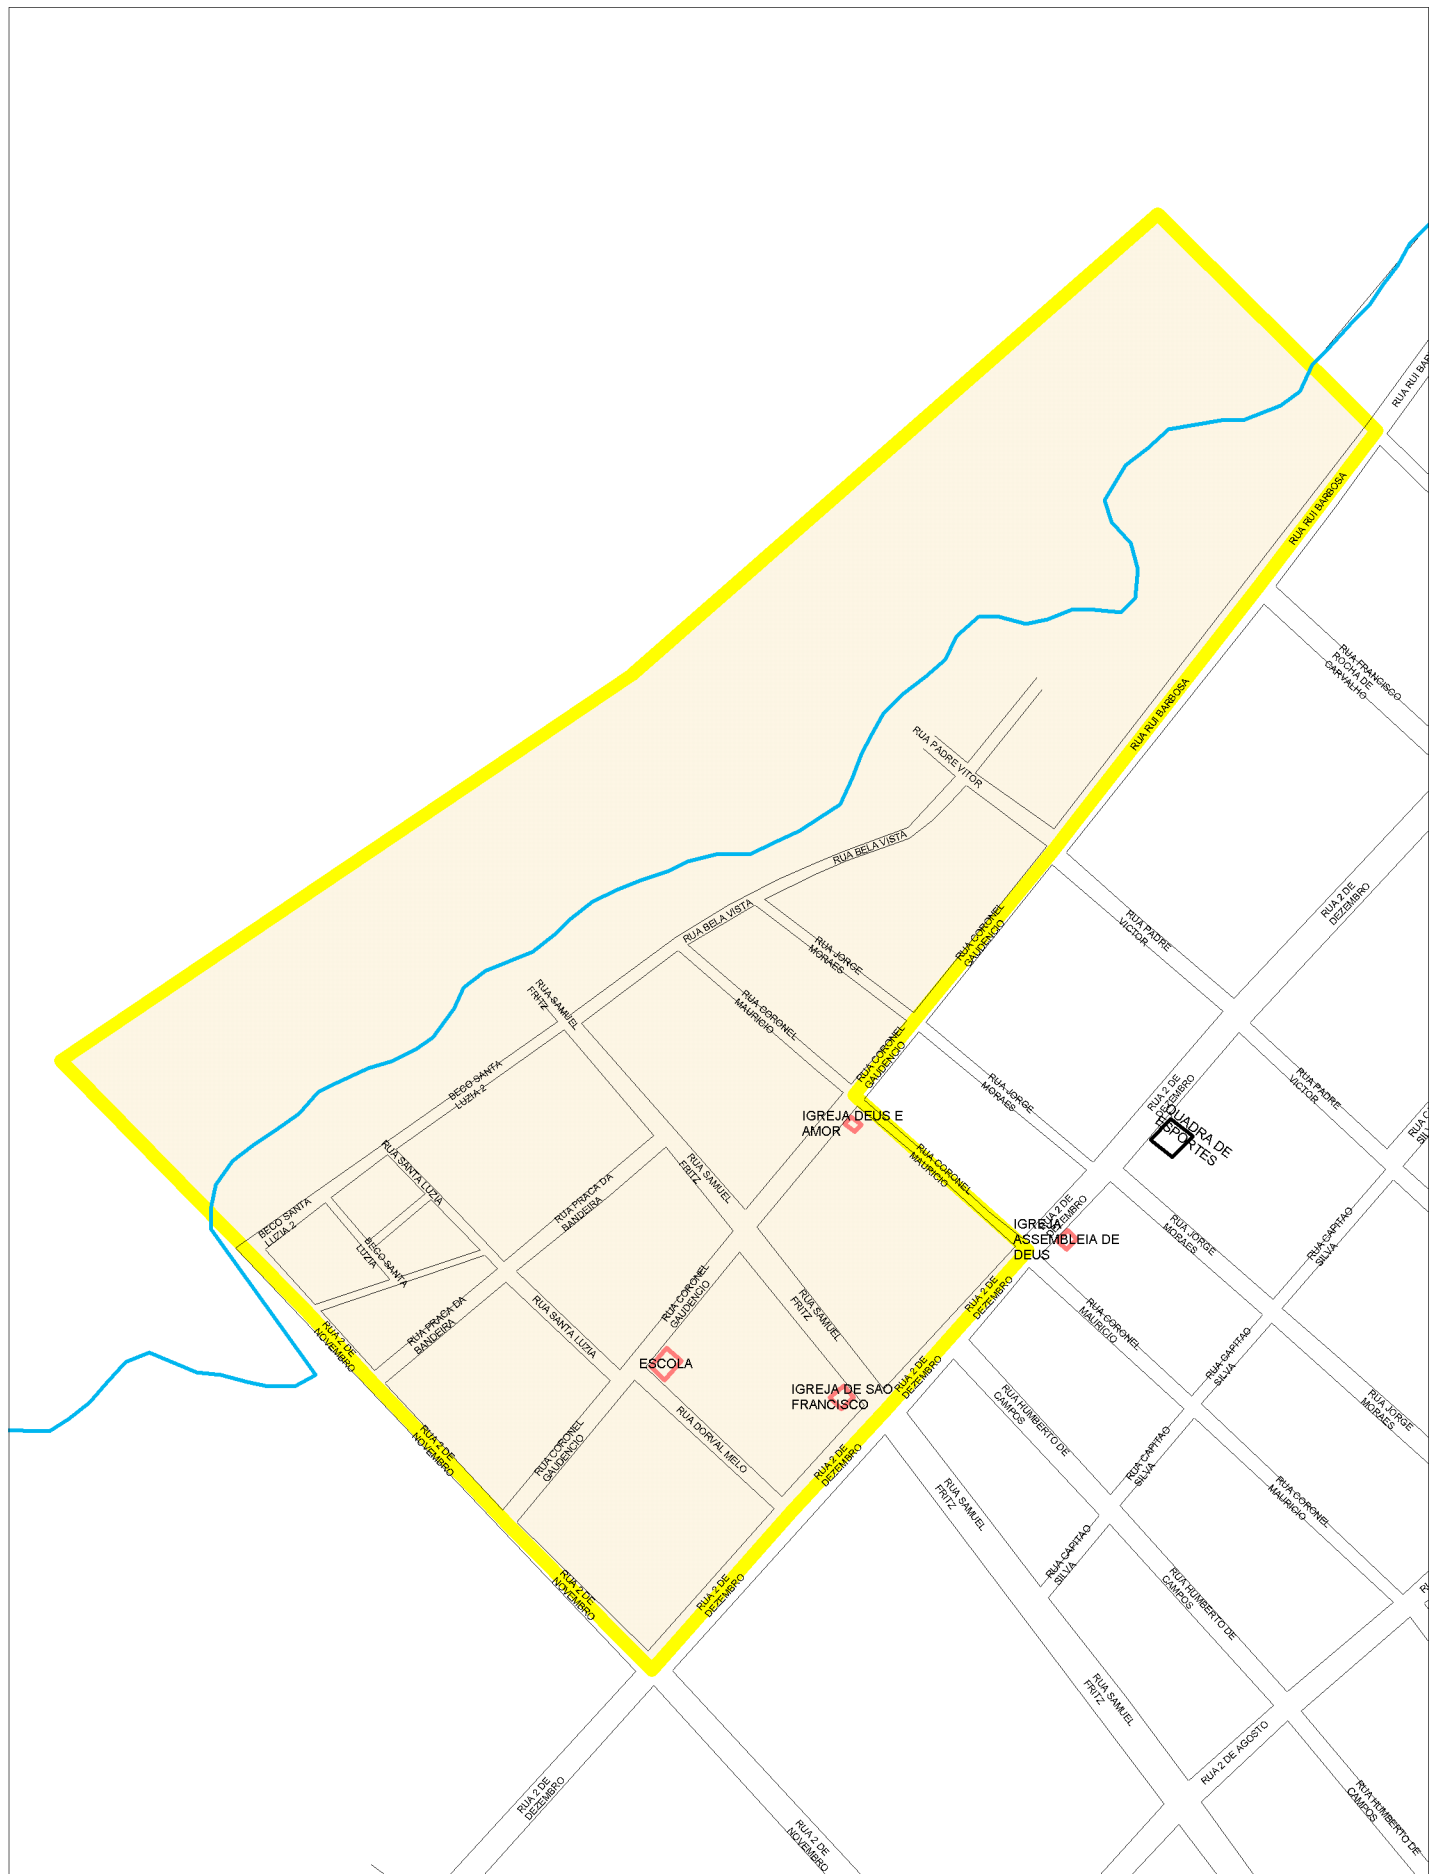 RUA RUI BAR
RUA RUI BARBOSA
RUA FRANCISCO
ROCHA DE
CARVALHO
RUA RUI BARBOSA
RUA PADRE VITOR
RUA BELA VISTA
RUA 2 DE
DEZEMBRO
RUA BELA VISTA
RUA CORONEL
GAUDENCIO
RUA PADRE
VICTOR
RUA JORGE
MORAES
RUA SAMUEL
FRITZ
RUA CORONEL
MAURICIO
RUA CORONEL
GAUDENCIO
BECO SANTA
LUZIA 2
RUA JORGE
MORAES
RUA 2 DE
DEZEMBRO
RUA PADRE
VICTOR
RUA C
SIL
IGREJA DEUS E
AMOR
QUADRA DE
ESPORTES
RUA SANTA LUZIA
RUA SAMUEL
FRITZ
RUA CORONEL
MAURICIO
RUA PRACA DA
BANDEIRA
BECO SANTA
LUZIA 2
BECO SANTA
LUZIA
RUA 2 DE
DEZEMBRO
IGREJA
ASSEMBLEIA DE
DEUS
RUA JORGE
MORAES
RUA CAPITAO
SILVA
RUA CORONEL
GAUDENCIO
RUA 2 DE
DEZEMBRO
RUA SAMUEL
FRITZ
RUA PRACA DA
BANDEIRA
RUA SANTA LUZIA
RUA 2 DE
NOVEMBRO
RUA CORONEL
MAURICIO
RUA CAPITAO
SILVA
ESCOLA
RUA 2 DE
DEZEMBRO
IGREJA DE SAO
FRANCISCO
RUA HUMBERTO DE
CAMPOS
RUA JORGE
MORAES
RUA DORVAL MELO
RUA CORONEL
GAUDENCIO
RUA 2 DE
NOVEMBRO
RUA 2 DE
DEZEMBRO
RUA CAPITAO
SILVA
RUA SAMUEL
FRITZ
RUA CORONEL
MAURICIO
RUA CAPITAO
SILVA
RUA 2 DE
NOVEMBRO
RUA 2 DE
DEZEMBRO
RUA HUMBERTO DE
CAMPOS
RUA SAMUEL
FRITZ
RUA 2 DE AGOSTO
RUA 2 DE
DEZEMBRO
RUA 2 DE
NOVEMBRO
RUA HUMBERTO DE
CAMPOS